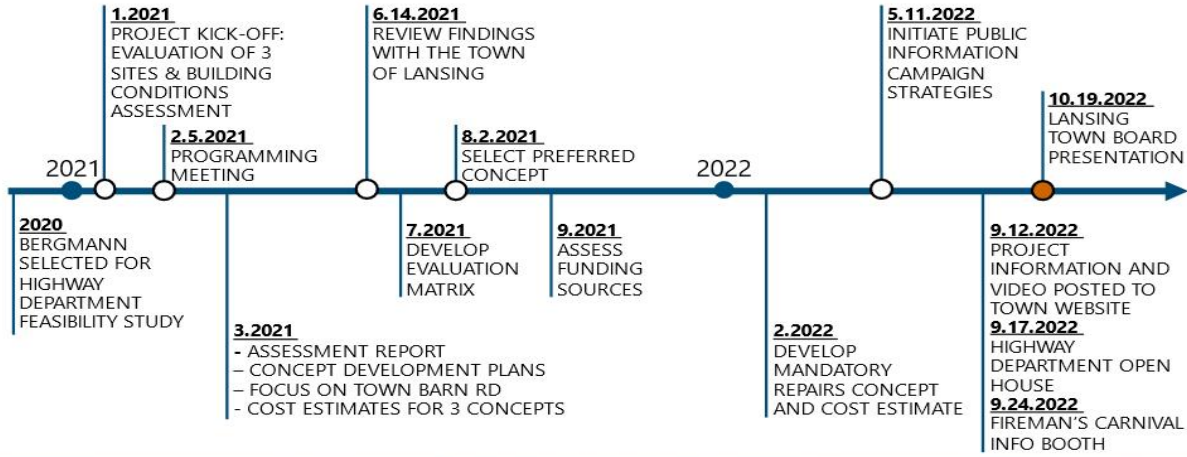 1.2021
PROJECT KICK-OFF:
EVALUATION OF 3
SITES & BUILDING
CONDITIONS
ASSESSMENT
2.5.2021
PROGRAMMING
MEETING
6.14.2021
REVIEW FINDINGS
WITH THE TOWN
OF LANSING
8.2.2021
SELECT PREFERRED
CONCEPT
5.11.2022
INITIATE PUBLIC
INFORMATION
CAMPAIGN
STRATEGIES
10.19.2022
LANSING
TOWN BOARD
PRESENTATION
2021
2022
2020
BERGMANN
SELECTED FOR
HIGHWAY
DEPARTMENT
FEASIBILITY STUDY
3.2021
- ASSESSMENT REPORT
– CONCEPT DEVELOPMENT PLANS
– FOCUS ON TOWN BARN RD
- COST ESTIMATES FOR 3 CONCEPTS
7.2021
DEVELOP
EVALUATION
MATRIX
9.2021
ASSESS
FUNDING
SOURCES
2.2022
DEVELOP
MANDATORY
REPAIRS CONCEPT
AND COST ESTIMATE
9.12.2022
PROJECT
INFORMATION AND
VIDEO POSTED TO
TOWN WEBSITE
9.17.2022
HIGHWAY
DEPARTMENT OPEN
HOUSE
9.24.2022
FIREMAN'S CARNIVAL
INFO BOOTH